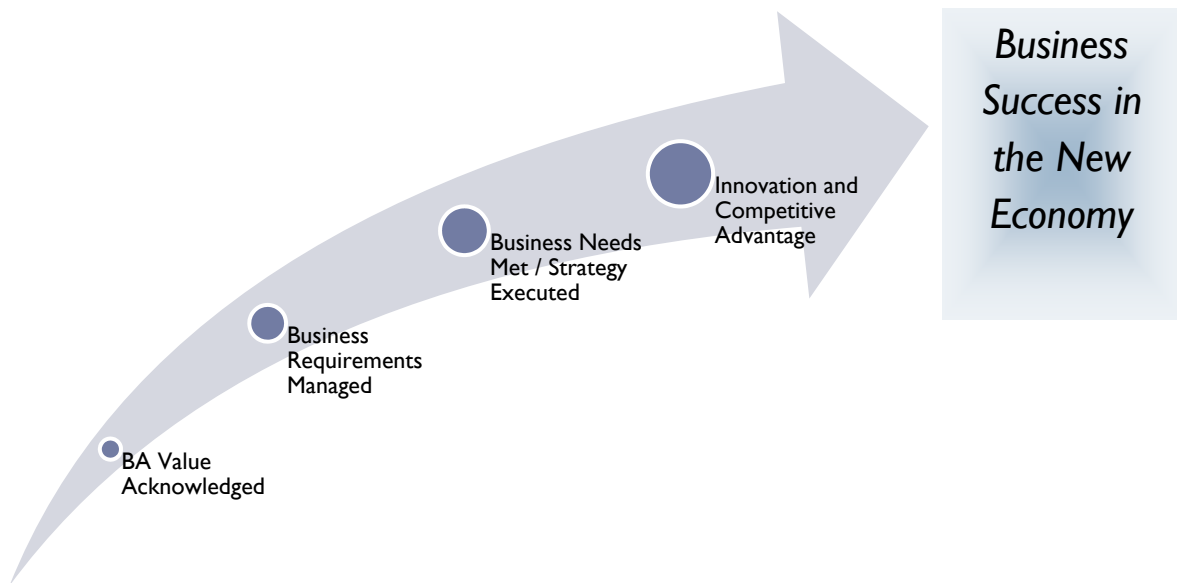 Business
Success in
the New
Economy
Innovation and
Competitive
Advantage
Business Needs
Met / Strategy
Executed
Business
Requirements
Managed
BA Value
Acknowledged